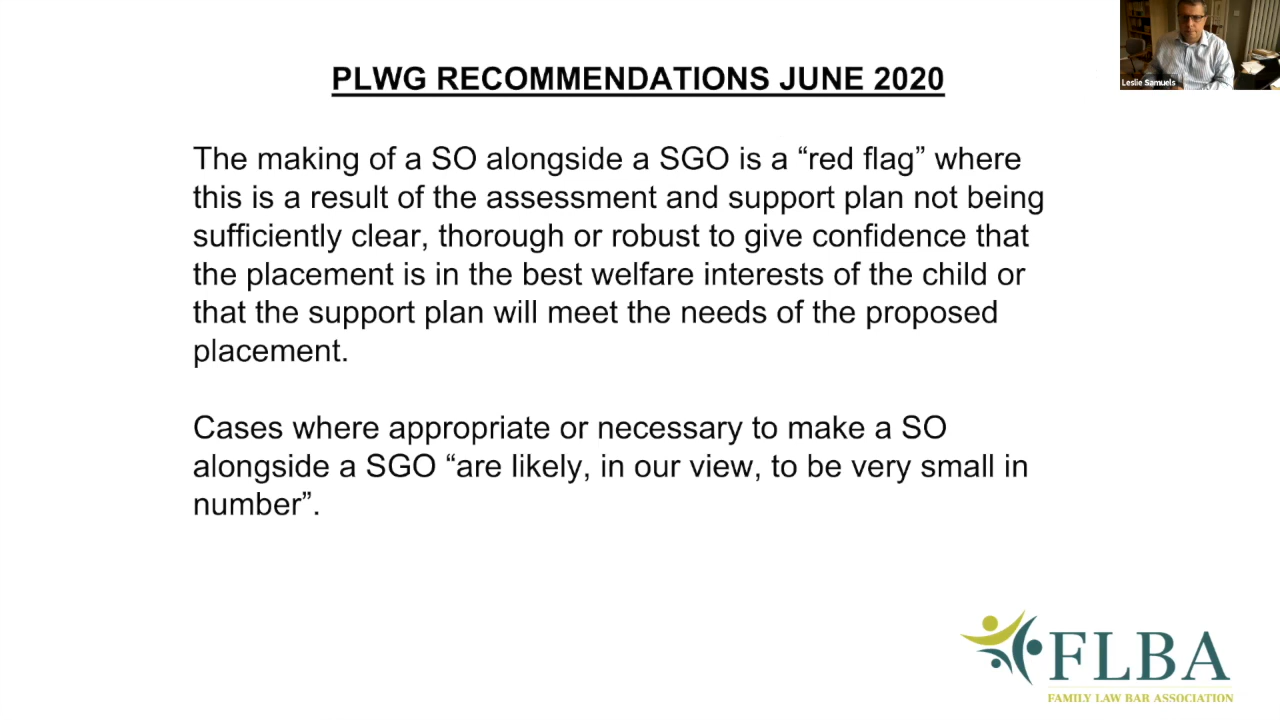 Leslie Samuels
PLWG RECOMMENDATIONS JUNE 2020
The making of a SO alongside a SGO is a “red flag” where
this is a result of the assessment and support plan not being
sufficiently clear, thorough or robust to give confidence that
the placement is in the best welfare interests of the child or
that the support plan will meet the needs of the proposed
placement.
Cases where appropriate or necessary to make a SO
alongside a SGO “are likely, in our view, to be very small in
number”.
FLBA
FAMILY LAW BAR ASSOCIATION